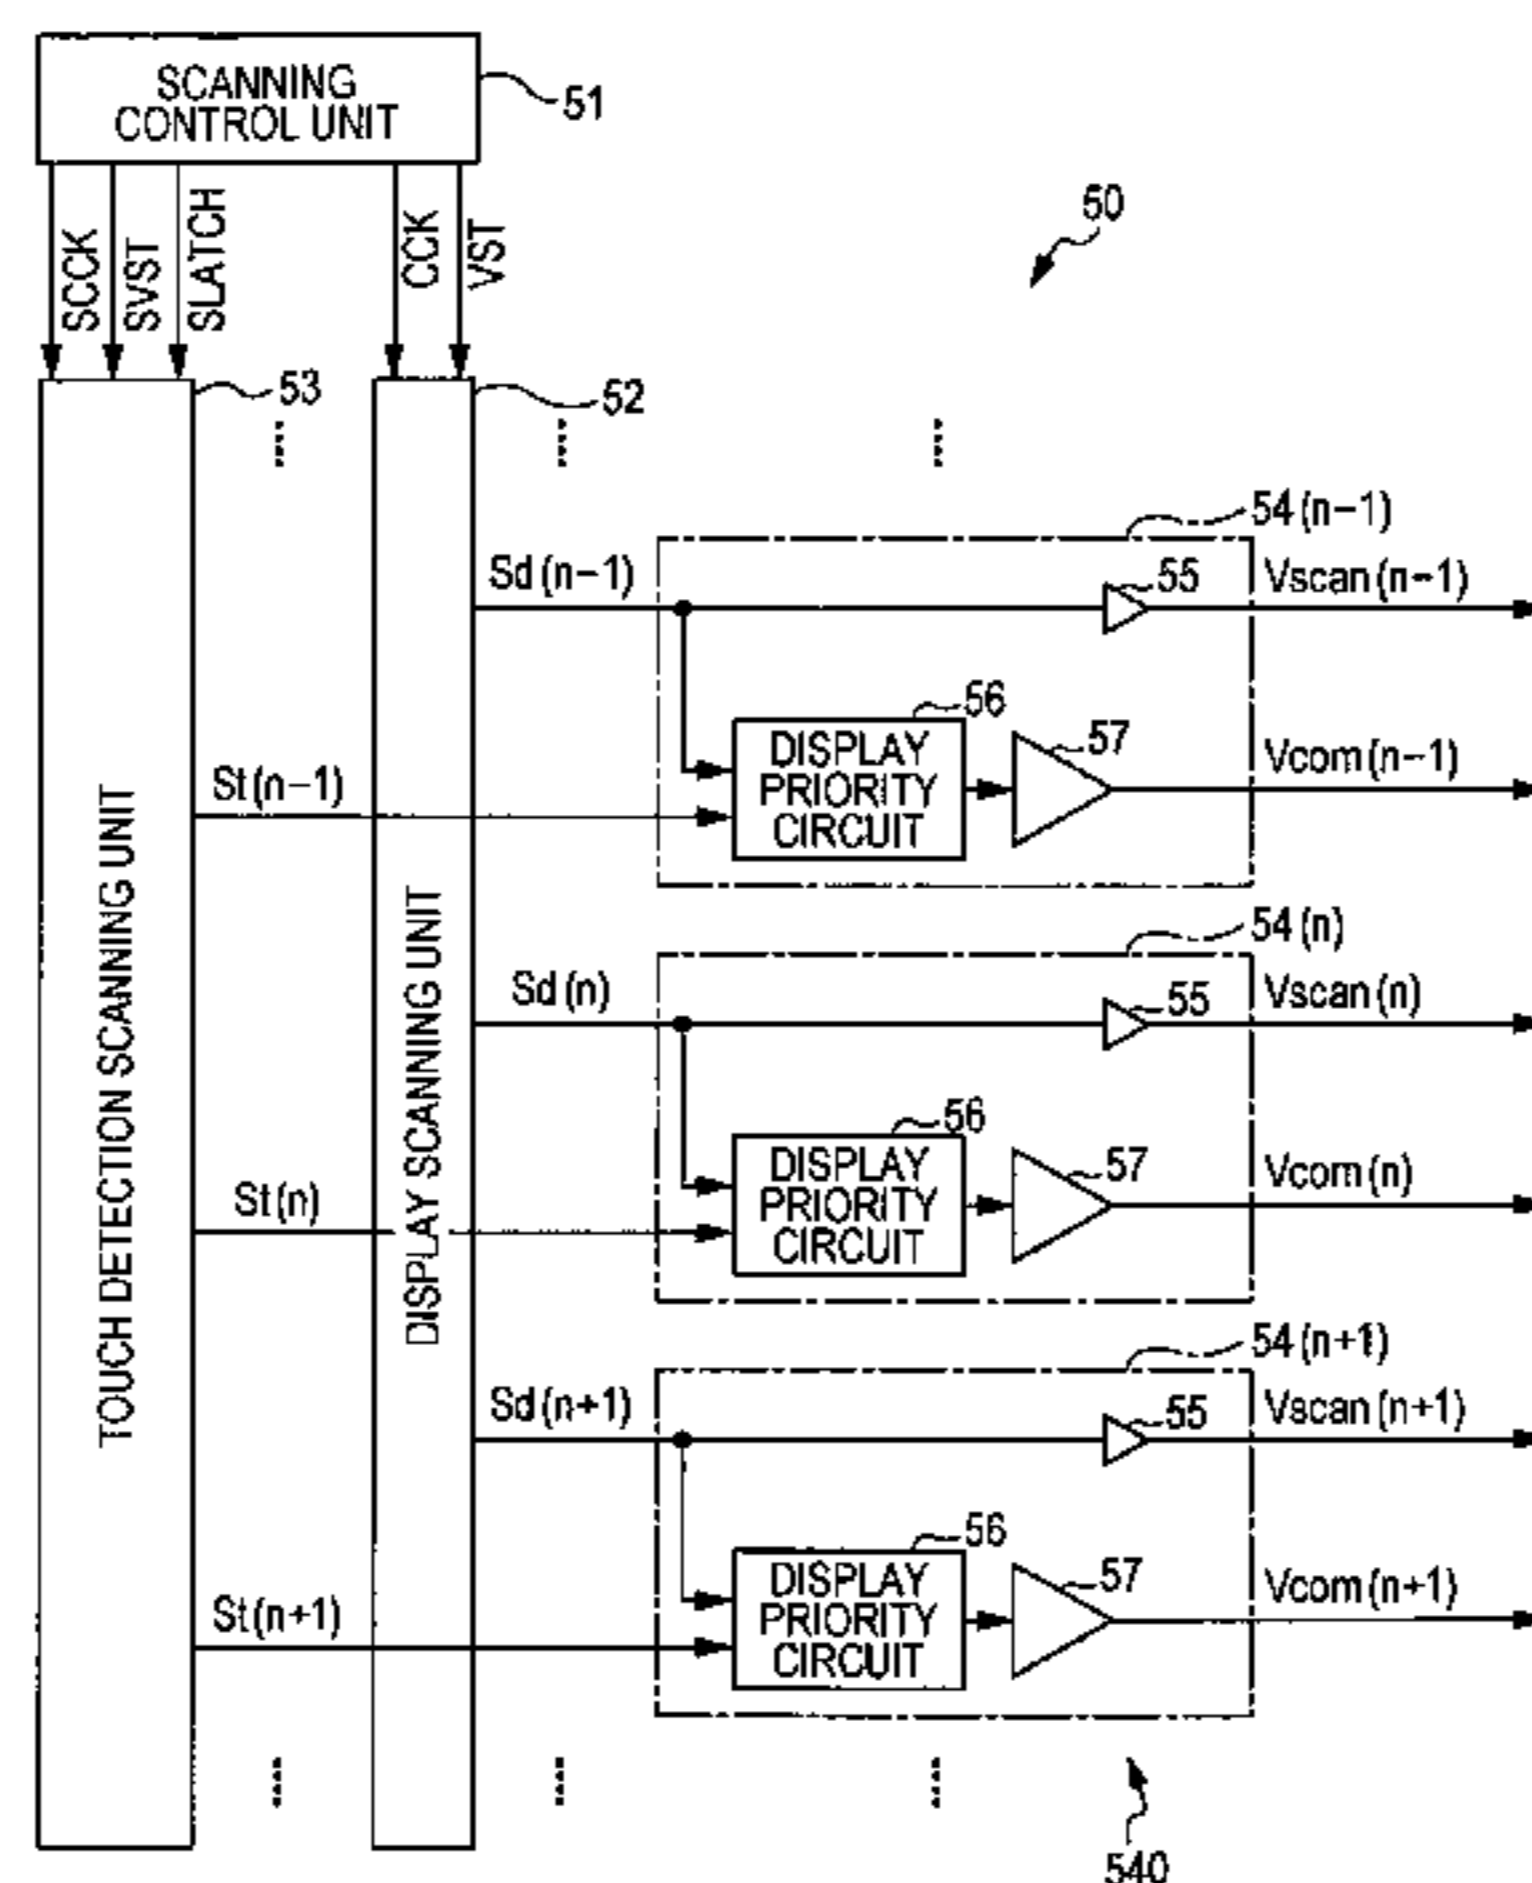 SCANNING
CONTROL UNIT
51
SCCK
SVST
SLATCH
CCK
VST
50
53
52
54(n-1)
Sd(n-1)
55
Vscan(n-1)
56
57
Vcom(n-1)
DISPLAY
PRIORITY
CIRCUIT
St(n-1)
TOUCH DETECTION SCANNING UNIT
DISPLAY SCANNING UNIT
54(n)
Sd(n)
55
Vscan(n)
56
57
Vcom(n)
DISPLAY
PRIORITY
CIRCUIT
St(n)
54(n+1)
Sd(n+1)
55
Vscan(n+1)
56
57
Vcom(n+1)
DISPLAY
PRIORITY
CIRCUIT
St(n+1)
540